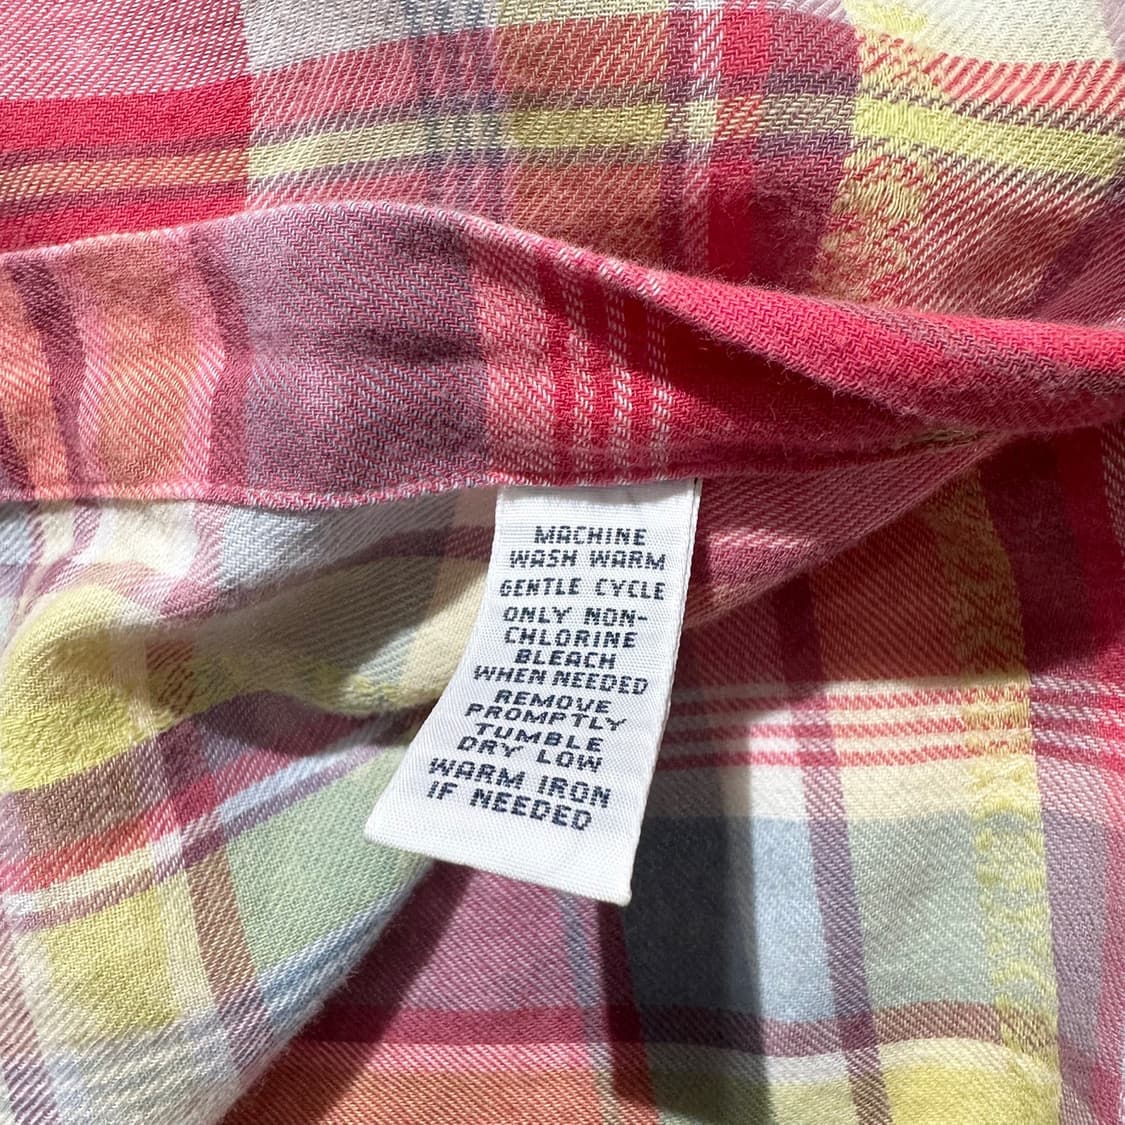 MACHINE
WASH WARM
GENTLE CYCLE
ONLY NON-
CHLORINE
BLEACH
WHEN NEEDED
REMOVE
PROMPTLY
TUMBLE
DRY LOW
WARM IRON
IF NEEDED